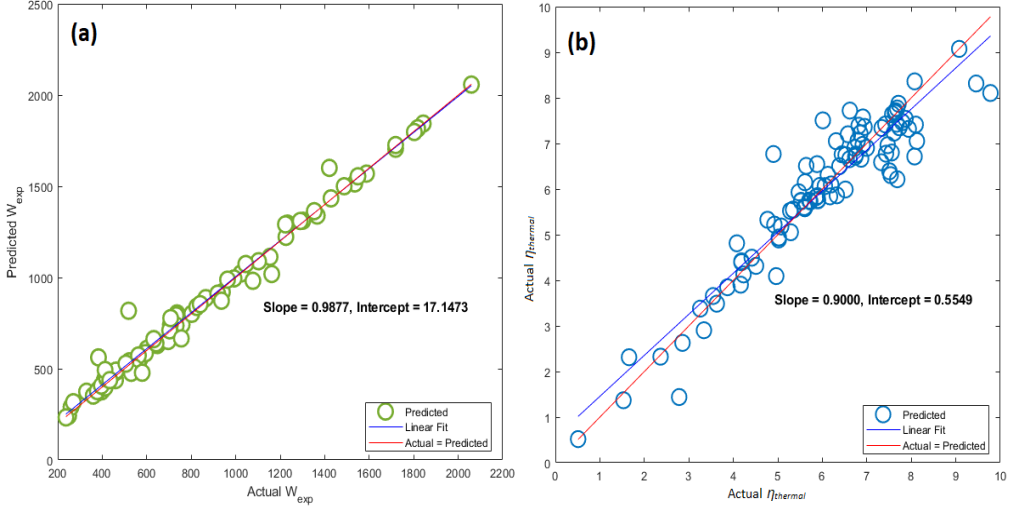 (a)
2500
2000
1500
1000
500
0
Predicted W_exp
Slope = 0.9877, Intercept = 17.1473
Predicted
Linear Fit
Actual = Predicted
200 400 600 800 1000 1200 1400 1600 1800 2000 2200
Actual W_exp
(b)
10
9
8
7
6
5
4
3
2
1
0
Actual η_thermal
Slope = 0.9000, Intercept = 0.5549
Predicted
Linear Fit
Actual = Predicted
0 1 2 3 4 5 6 7 8 9 10
Actual η_thermal